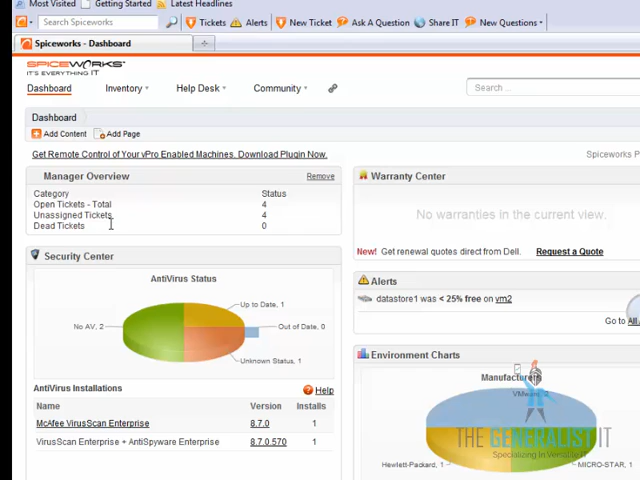 Most Visited Getting Started Latest Headlines
Search Spiceworks Tickets Alerts New Ticket Ask A Question Share IT New Questions
Spiceworks - Dashboard
SPICEWORKS
IT'S EVERYTHING IT
Dashboard Inventory Help Desk Community Search ...
Dashboard
Add Content Add Page
Get Remote Control of Your vPro Enabled Machines. Download Plugin Now. Spiceworks P
Manager Overview Remove
Category Status
Open Tickets - Total 4
Unassigned Tickets 4
Dead Tickets 0
Warranty Center
No warranties in the current view.
New! Get renewal quotes direct from Dell. Request a Quote
Security Center
AntiVirus Status
Up to Date, 1
No AV, 2
Out of Date, 0
Unknown Status, 1
Alerts
datastore1 was < 25% free on vm2
Go to All
AntiVirus Installations Help
Name Version Installs
McAfee VirusScan Enterprise 8.7.0 1
VirusScan Enterprise + AntiSpyware Enterprise 8.7.0.570 1
Environment Charts
Manufacturers
VMware, 2
Hewlett-Packard, 1
MICRO-STAR, 1
THE GENERALIST IT
Specializing In Versatile IT